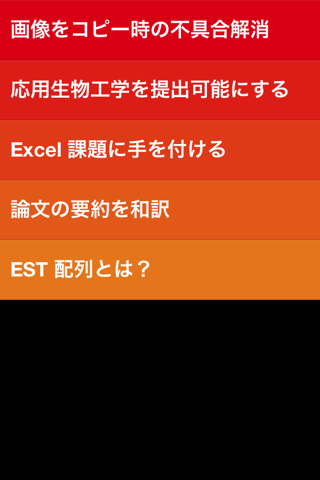 画像をコピー時の不具合解消
応用生物工学を提出可能にする
Excel 課題に手を付ける
論文の要約を和訳
EST 配列とは？